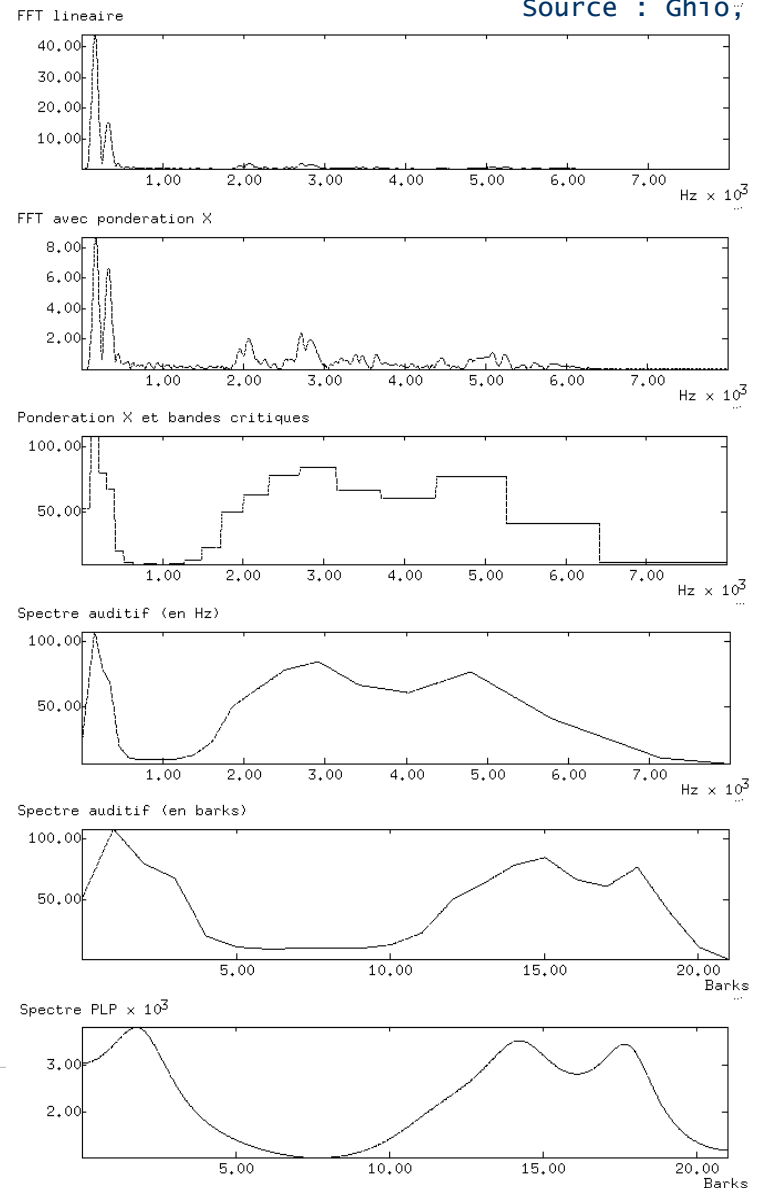 Source : Ghio,
FFT lineaire
40.00
30.00
20.00
10.00
1.00 2.00 3.00 4.00 5.00 6.00 7.00
Hz x 10³
FFT avec ponderation X
8.00
6.00
4.00
2.00
1.00 2.00 3.00 4.00 5.00 6.00 7.00
Hz x 10³
Ponderation X et bandes critiques
100.00
50.00
1.00 2.00 3.00 4.00 5.00 6.00 7.00
Hz x 10³
Spectre auditif (en Hz)
100.00
50.00
1.00 2.00 3.00 4.00 5.00 6.00 7.00
Hz x 10³
Spectre auditif (en barks)
100.00
50.00
5.00 10.00 15.00 20.00
Barks
Spectre PLP x 10³
3.00
2.00
5.00 10.00 15.00 20.00
Barks